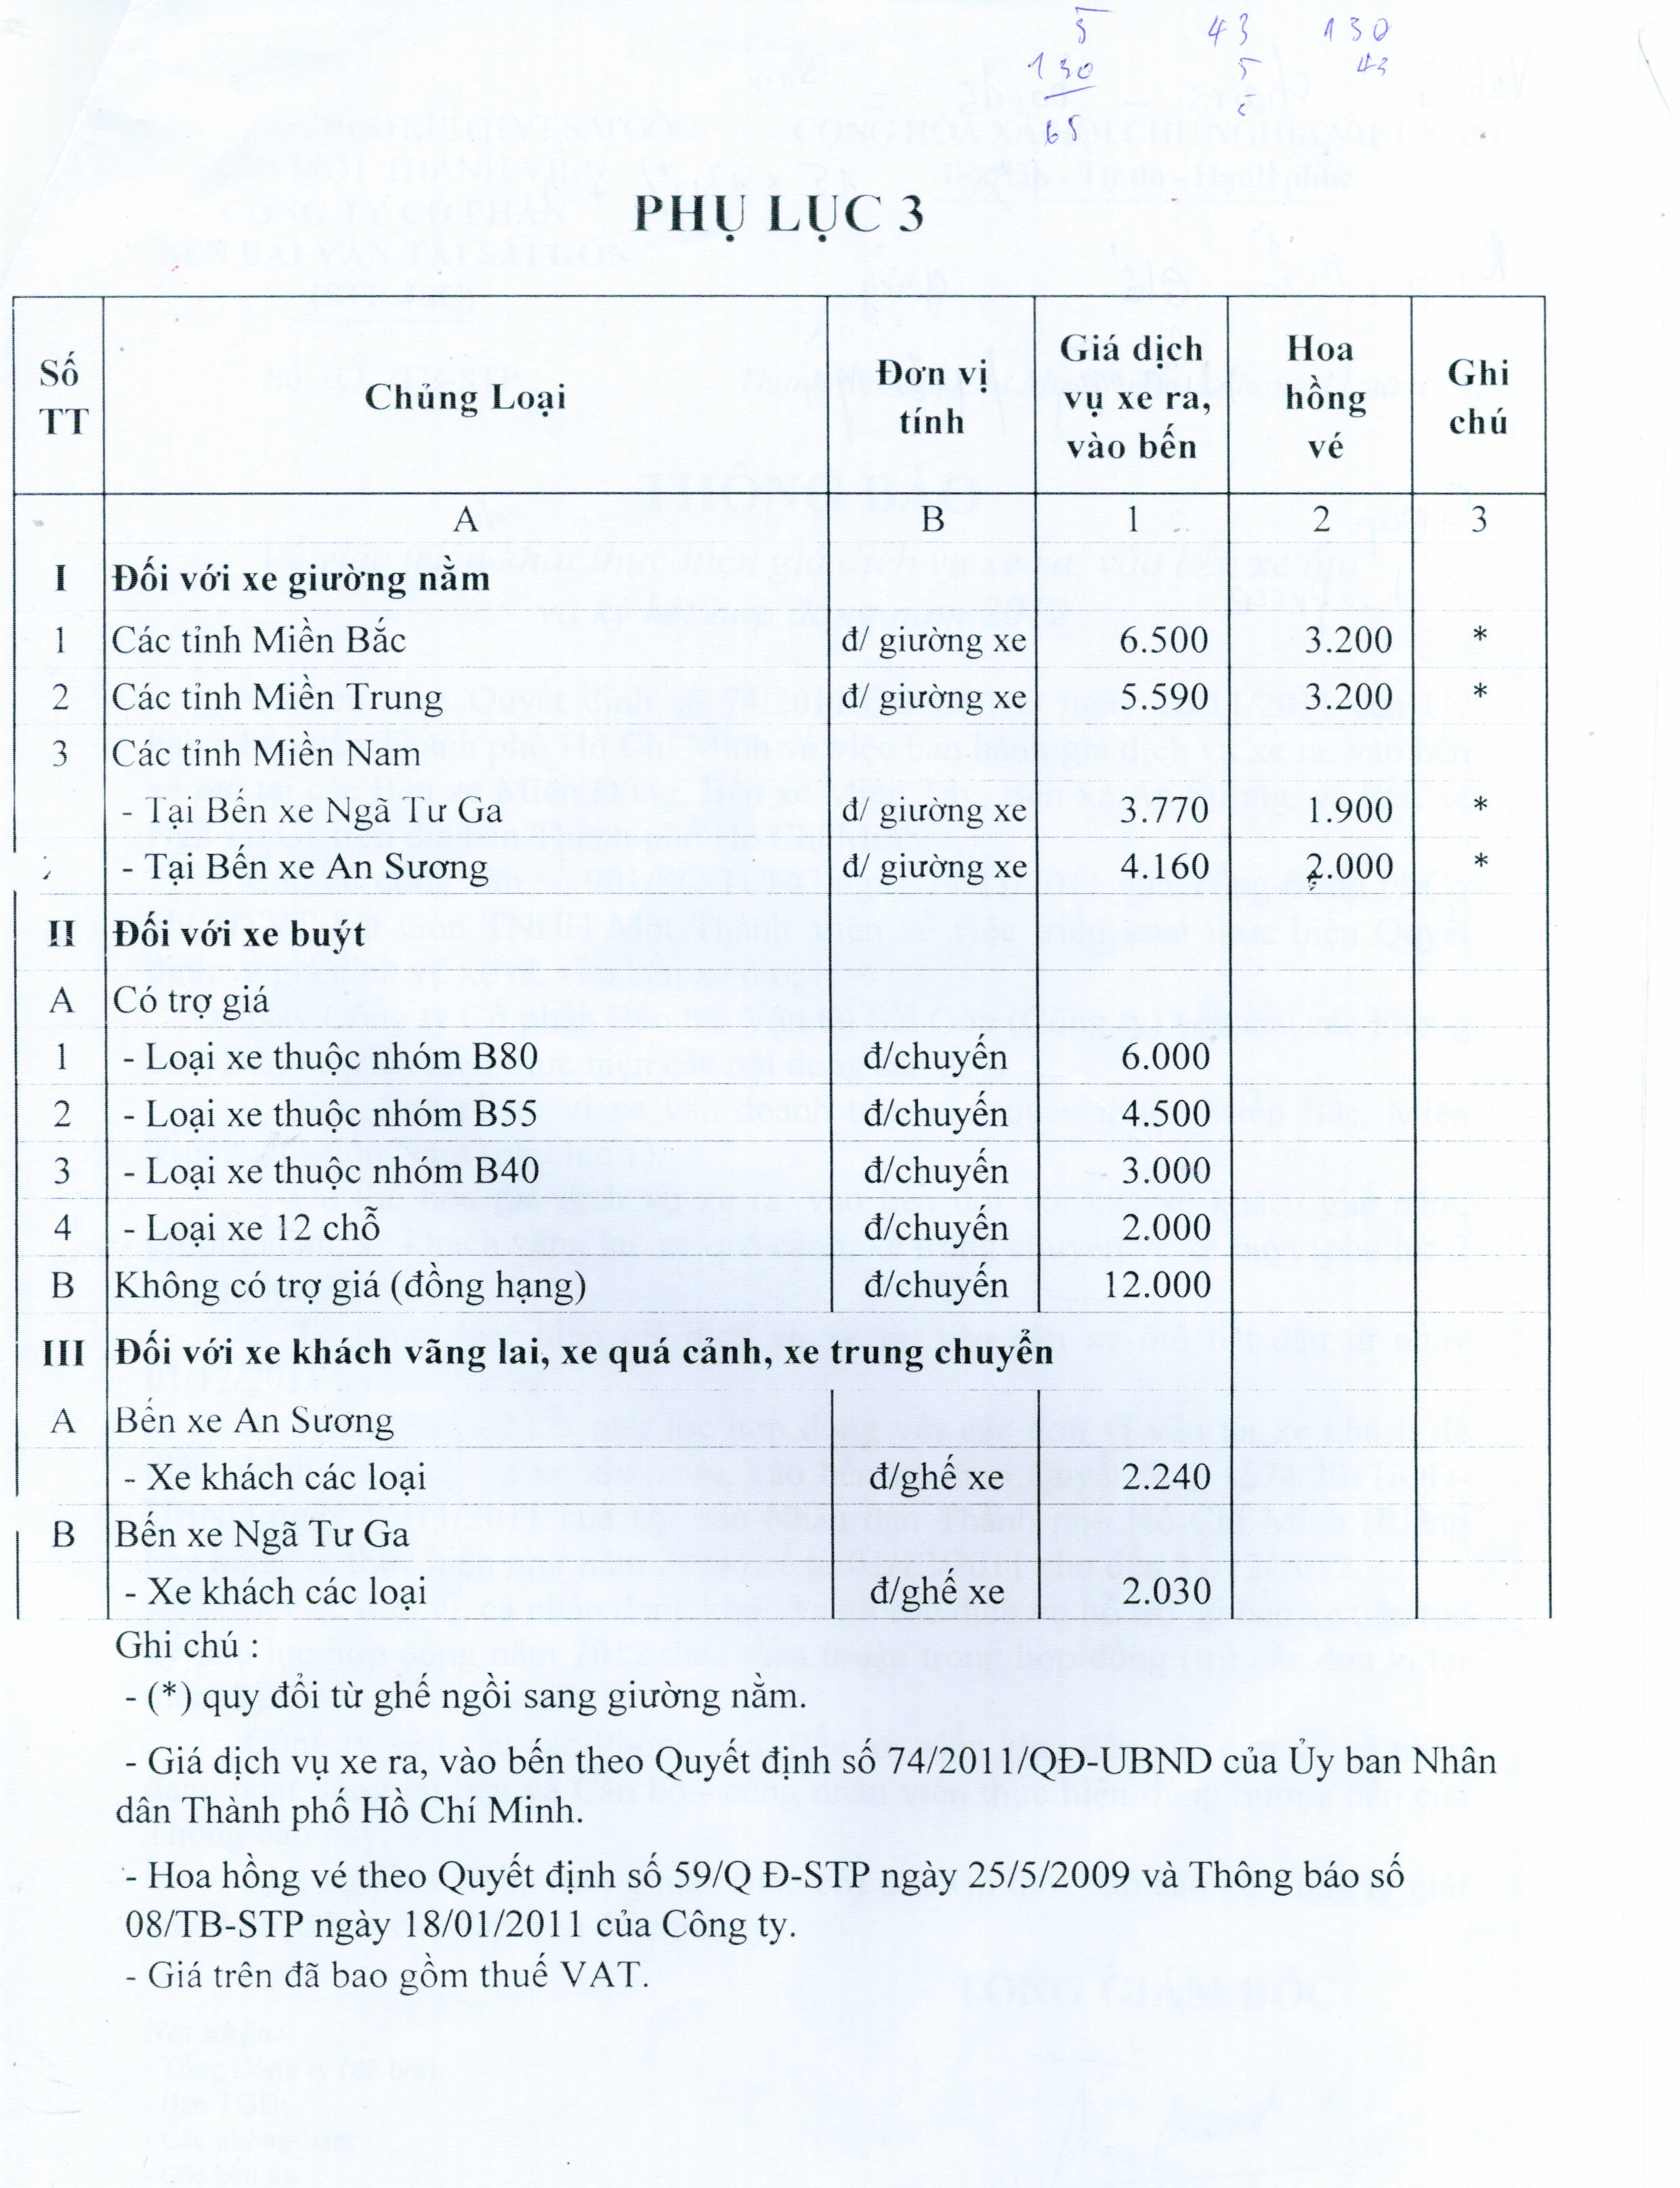 5 43 130
130 5 43
65
PHỤ LỤC 3
Số TT Chủng Loại Đơn vị tính Giá dịch vụ xe ra, vào bến Hoa hồng vé Ghi chú
A B 1 2 3
I Đối với xe giường nằm
1 Các tỉnh Miền Bắc đ/ giường xe 6.500 3.200 *
2 Các tỉnh Miền Trung đ/ giường xe 5.590 3.200 *
3 Các tỉnh Miền Nam
- Tại Bến xe Ngã Tư Ga đ/ giường xe 3.770 1.900 *
- Tại Bến xe An Sương đ/ giường xe 4.160 2.000 *
II Đối với xe buýt
A Có trợ giá
1 - Loại xe thuộc nhóm B80 đ/chuyến 6.000
2 - Loại xe thuộc nhóm B55 đ/chuyến 4.500
3 - Loại xe thuộc nhóm B40 đ/chuyến 3.000
4 - Loại xe 12 chỗ đ/chuyến 2.000
B Không có trợ giá (đồng hạng) đ/chuyến 12.000
III Đối với xe khách vãng lai, xe quá cảnh, xe trung chuyển
A Bến xe An Sương
- Xe khách các loại đ/ghế xe 2.240
B Bến xe Ngã Tư Ga
- Xe khách các loại đ/ghế xe 2.030
Ghi chú :
- (*) quy đổi từ ghế ngồi sang giường nằm.
- Giá dịch vụ xe ra, vào bến theo Quyết định số 74/2011/QĐ-UBND của Ủy ban Nhân
dân Thành phố Hồ Chí Minh.
- Hoa hồng vé theo Quyết định số 59/Q Đ-STP ngày 25/5/2009 và Thông báo số
08/TB-STP ngày 18/01/2011 của Công ty.
- Giá trên đã bao gồm thuế VAT.